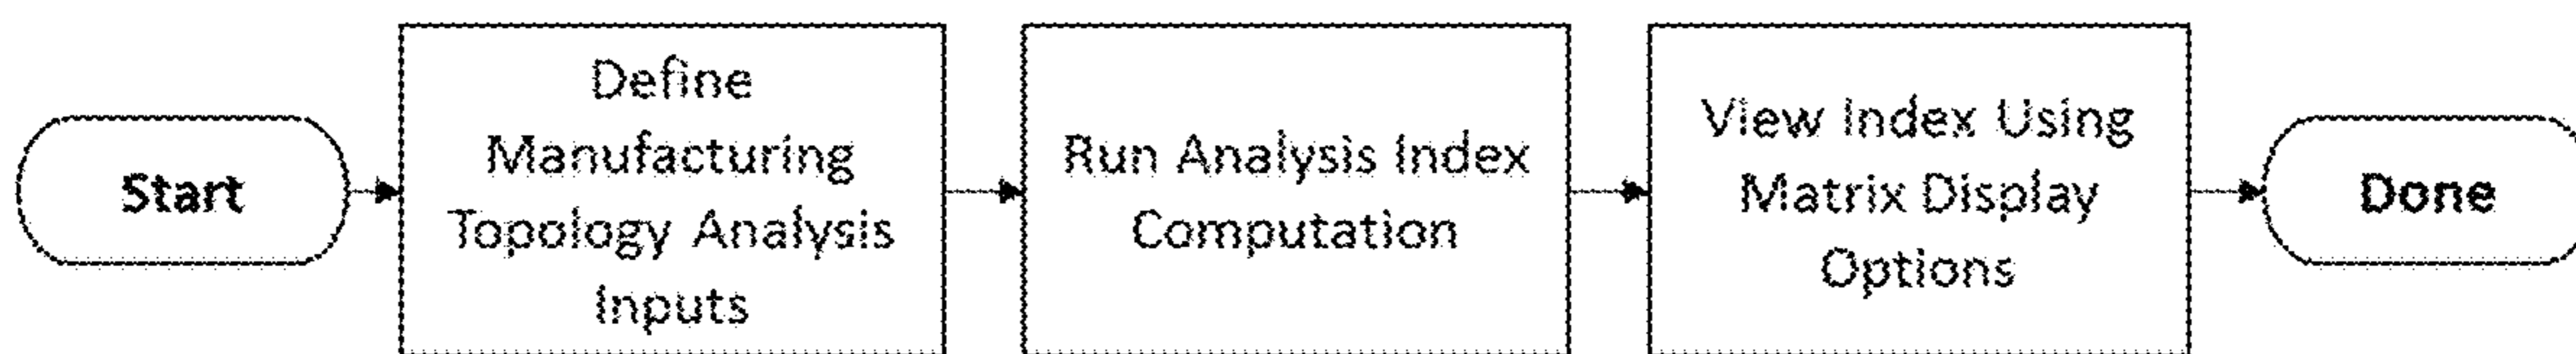 Start
Define
Manufacturing
Topology Analysis
Inputs
Run Analysis Index
Computation
View Index Using
Matrix Display
Options
Done